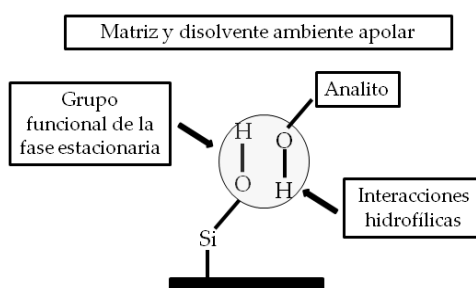 Matriz y disolvente ambiente apolar
Grupo
funcional de la
fase estacionaria
Analito
H
O
O
H
Interacciones
hidrofílicas
Si